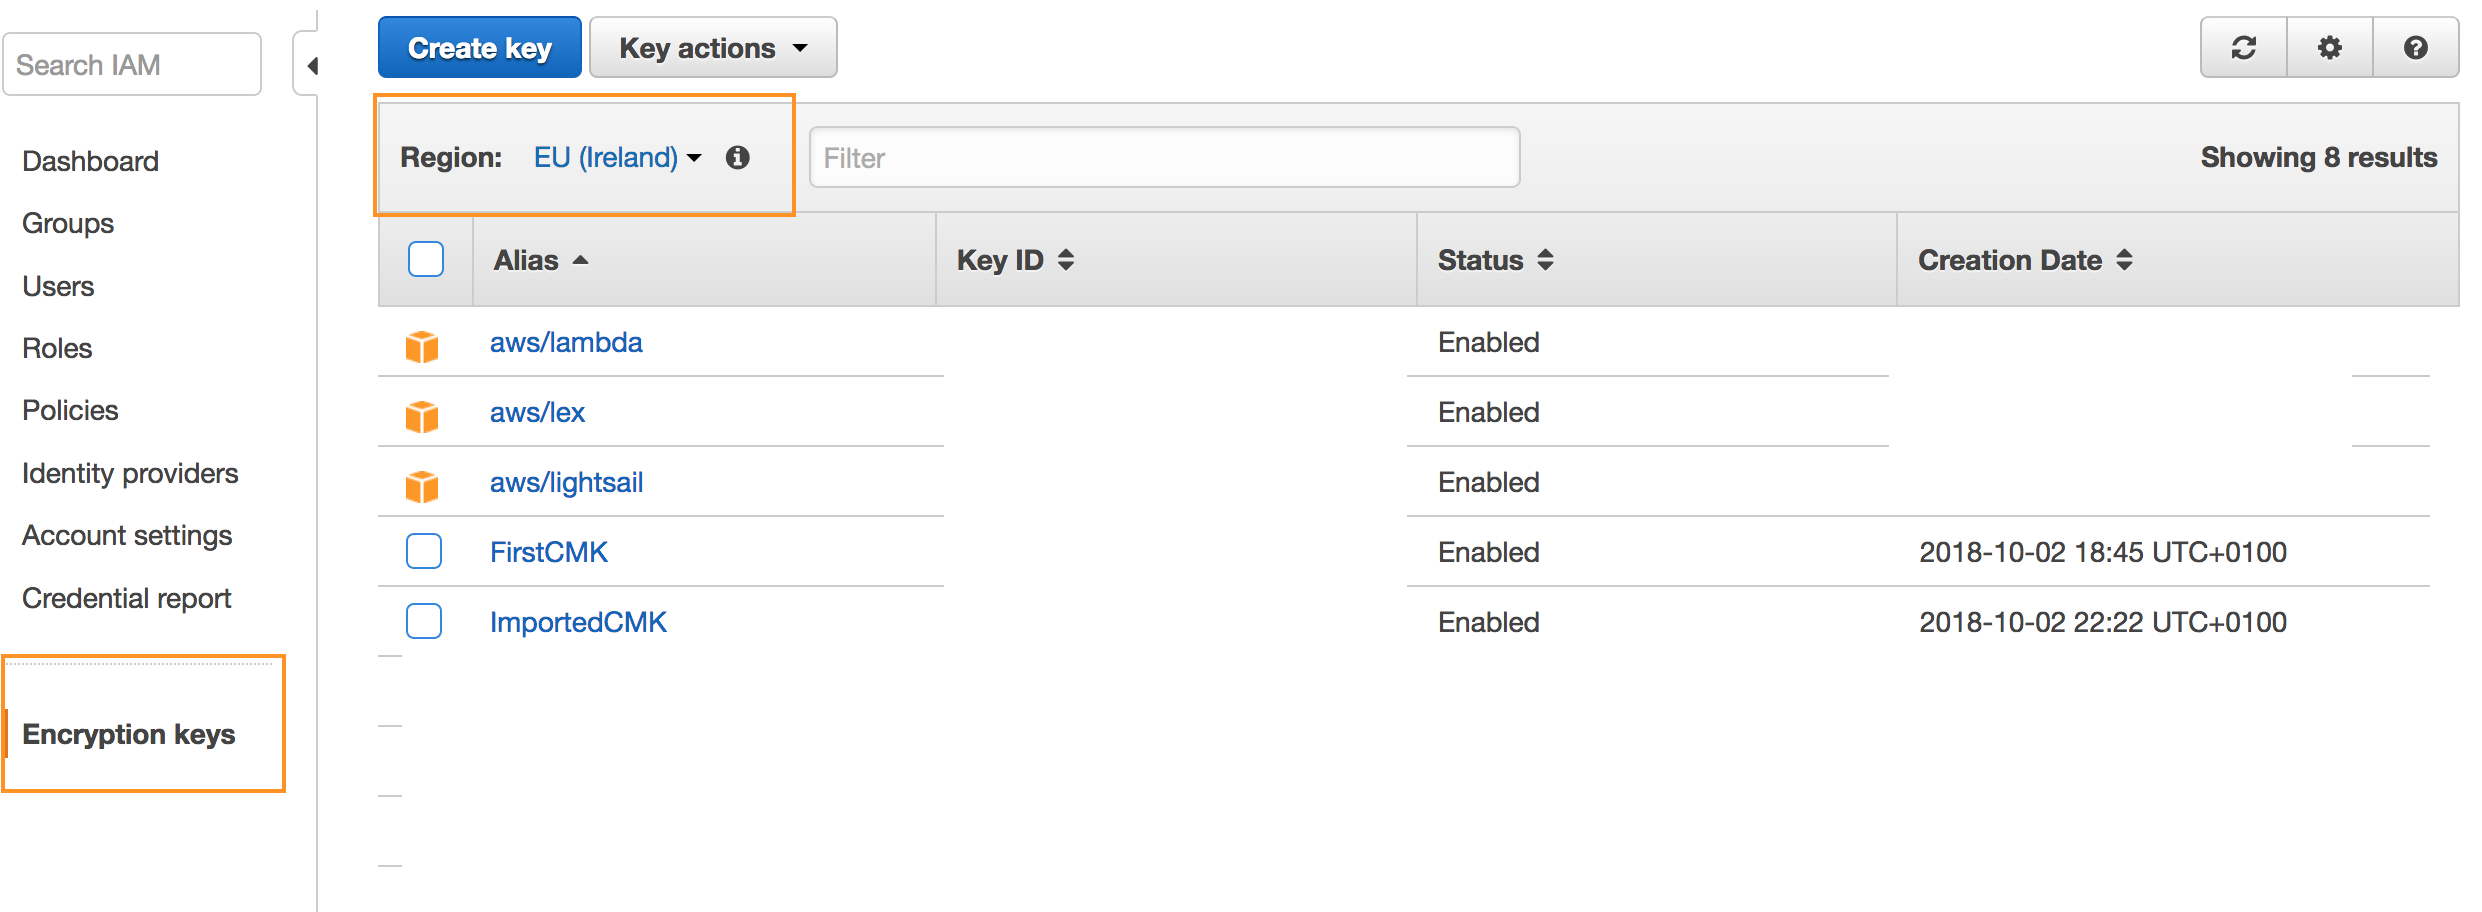 Search IAM
Dashboard
Groups
Users
Roles
Policies
Identity providers
Account settings
Credential report
Encryption keys
Create key Key actions
Region: EU (Ireland) Filter Showing 8 results
Alias Key ID Status Creation Date
aws/lambda Enabled
aws/lex Enabled
aws/lightsail Enabled
FirstCMK Enabled 2018-10-02 18:45 UTC+0100
ImportedCMK Enabled 2018-10-02 22:22 UTC+0100